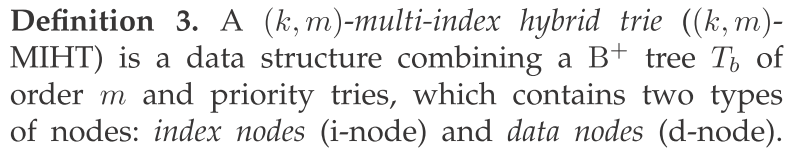 Definition 3. A (k, m)-multi-index hybrid trie ((k, m)-
MIHT) is a data structure combining a B⁺ tree T_b of
order m and priority tries, which contains two types
of nodes: index nodes (i-node) and data nodes (d-node).